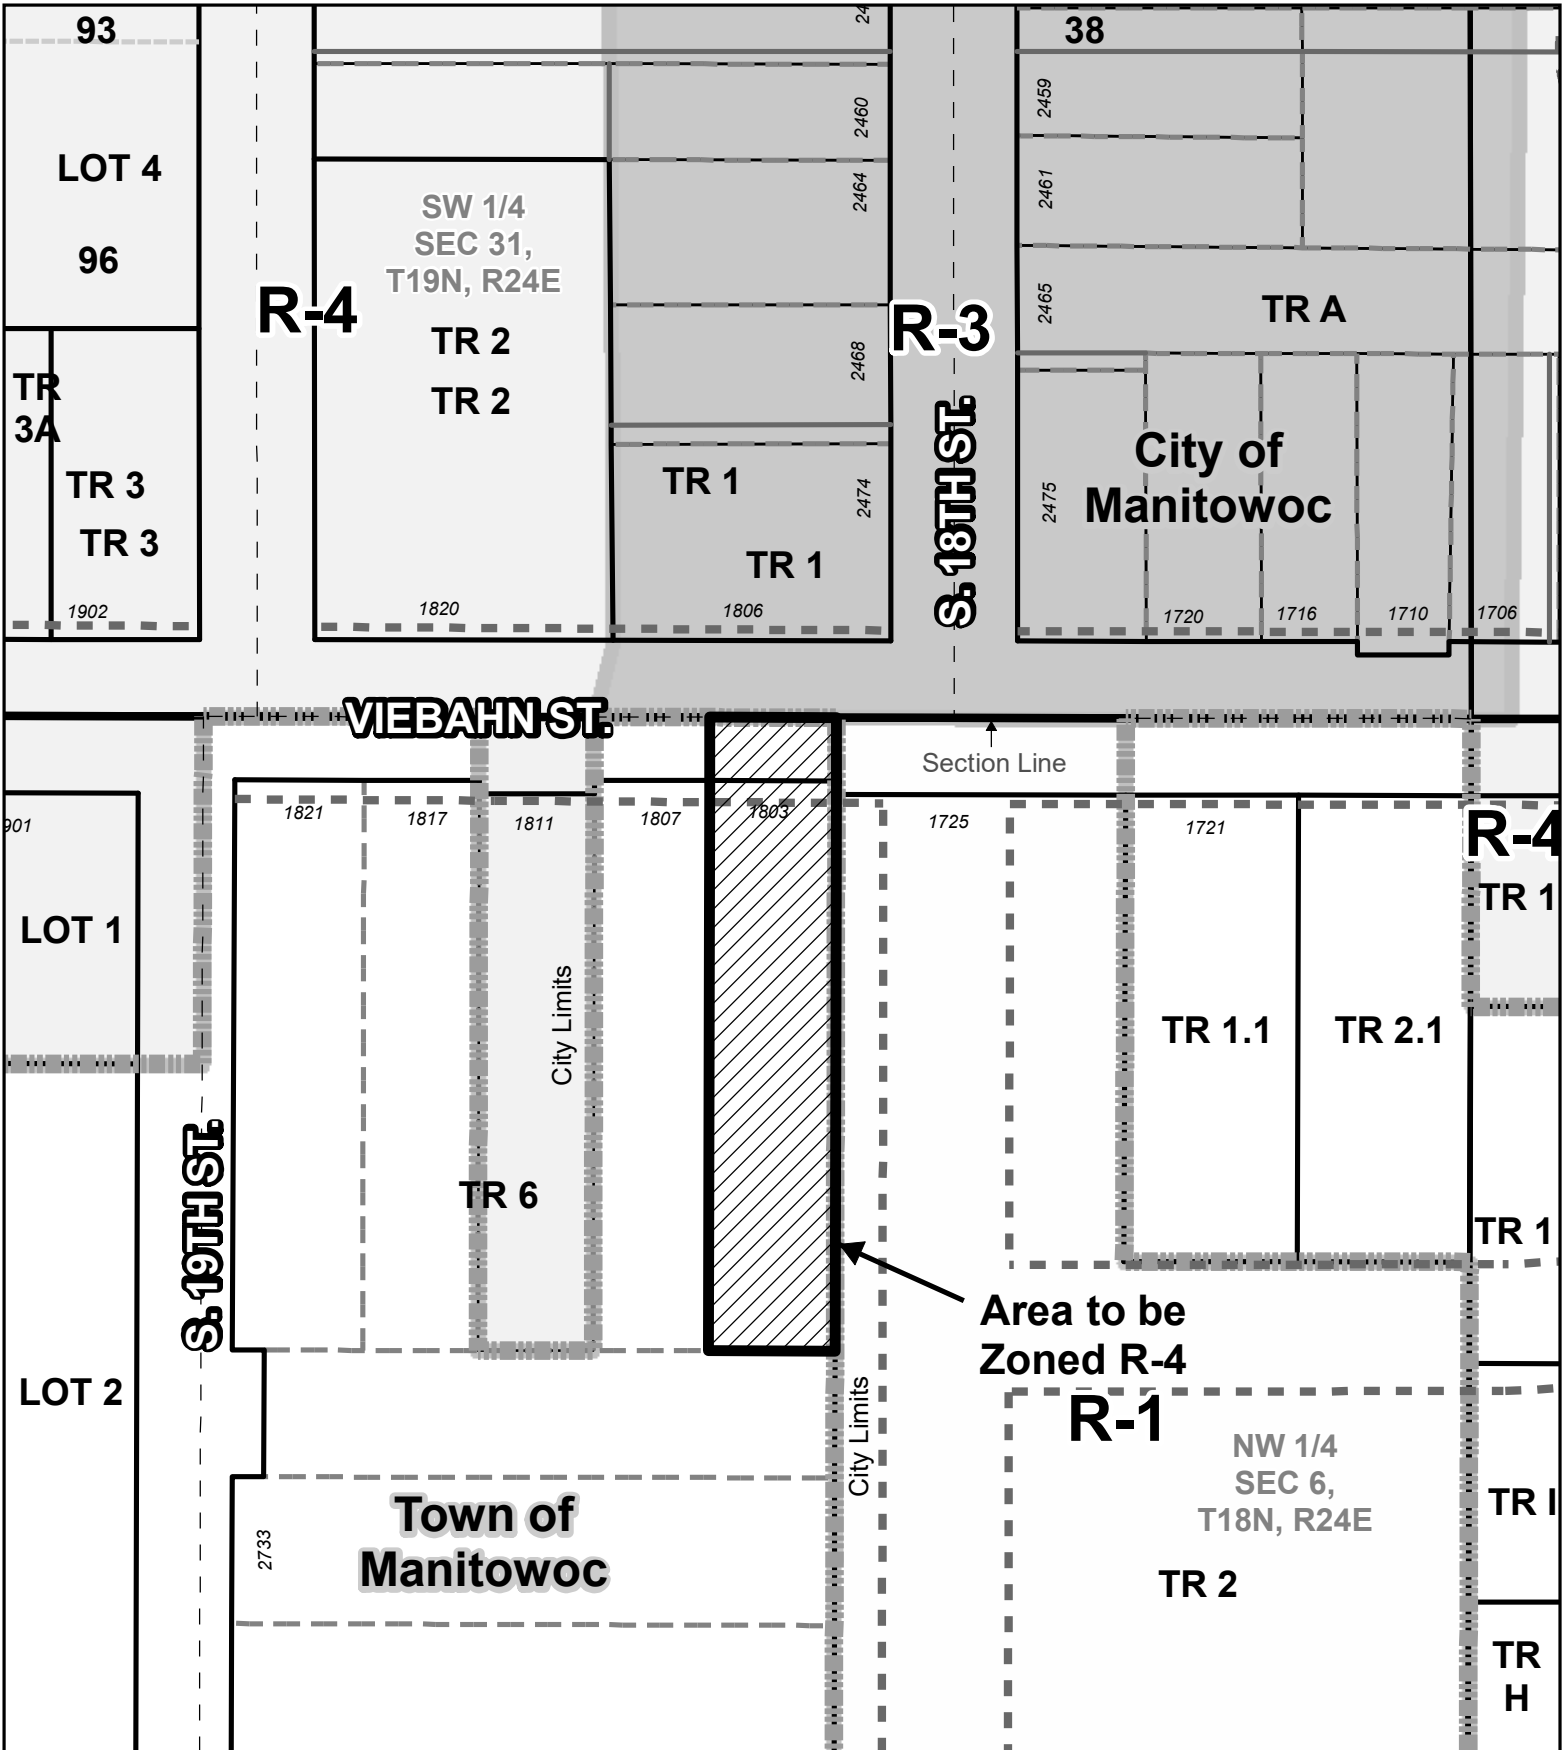 93
24
38
2460
2459
LOT 4
2464
2461
SW 1/4
SEC 31,
T19N, R24E
96
R-4
2465
TR A
R-3
TR 2
TR 2
2468
TR
3A
TR 3
TR 3
TR 1
2474
TR 1
S. 18TH ST.
2475
City of
Manitowoc
1902
1820
1806
1720
1716
1710
1706
VIEBAHN ST.
Section Line
901
1821
1817
1811
1807
1803
1725
1721
R-4
TR 1
LOT 1
City Limits
TR 1.1
TR 2.1
TR 6
S. 19TH ST.
TR 1
Area to be
Zoned R-4
LOT 2
City Limits
R-1
NW 1/4
SEC 6,
T18N, R24E
TR I
Town of
Manitowoc
2733
TR 2
TR
H